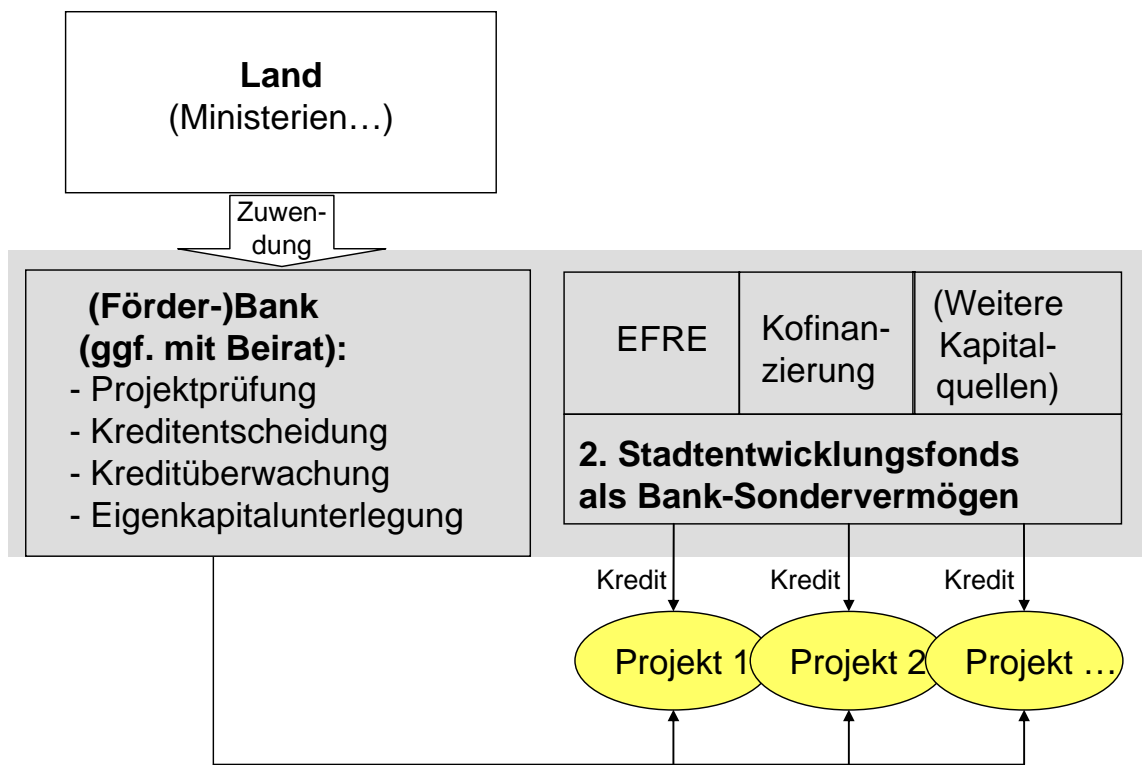 Land
(Ministerien…)
Zuwen-
dung
(Förder-)Bank
(ggf. mit Beirat):
- Projektprüfung
- Kreditentscheidung
- Kreditüberwachung
- Eigenkapitalunterlegung
EFRE
Kofinan-
zierung
(Weitere
Kapital-
quellen)
2. Stadtentwicklungsfonds
als Bank-Sondervermögen
Kredit
Kredit
Kredit
Projekt 1
Projekt 2
Projekt …